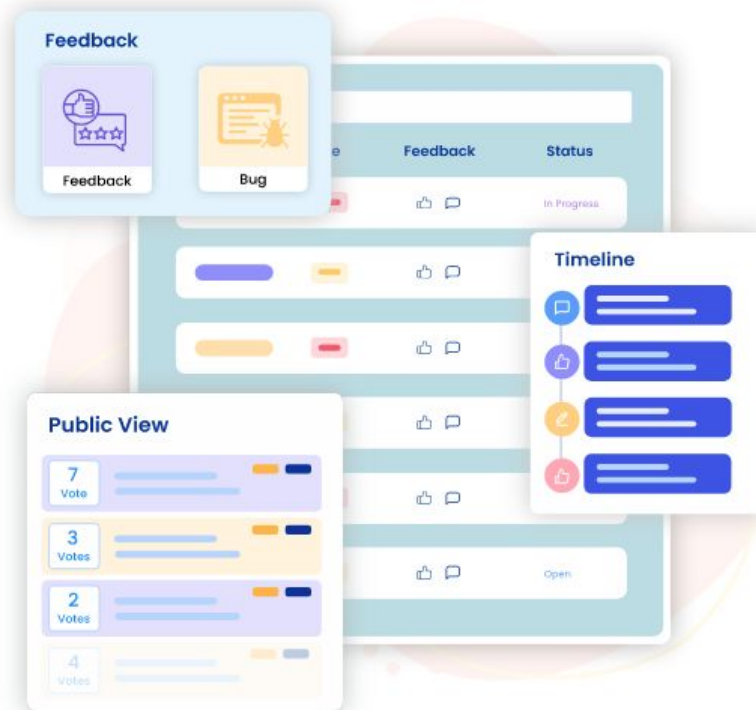 Feedback
Feedback
Bug
Feedback
Status
In Progress
Timeline
Public View
7
Vote
3
Votes
2
Votes
4
Votes
Open